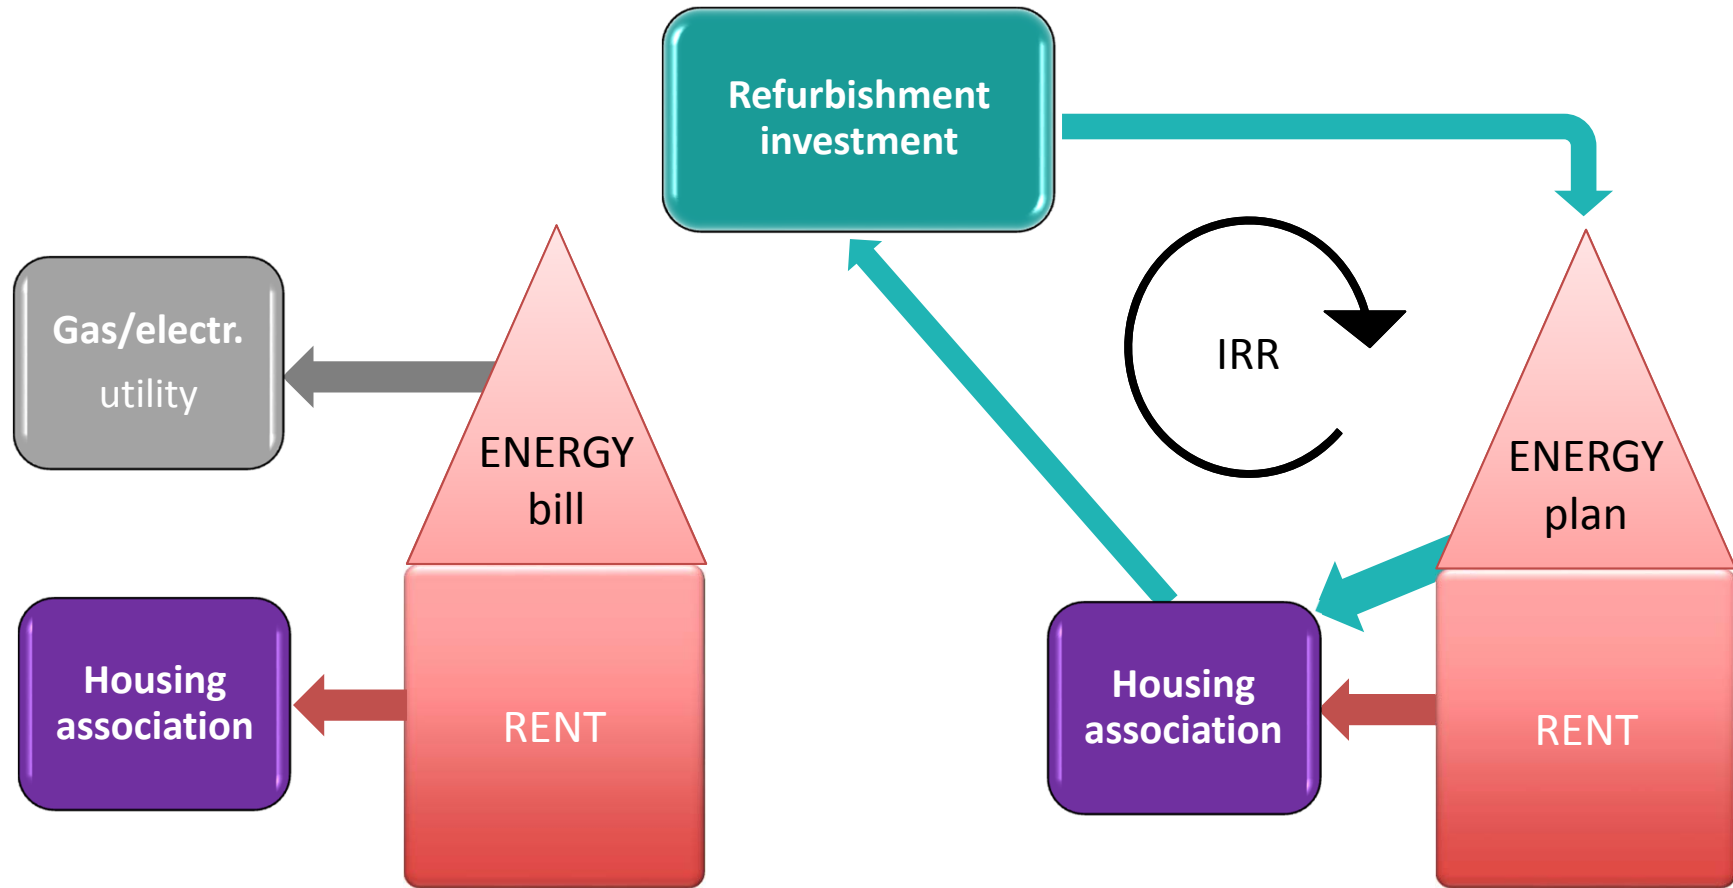 Refurbishment
investment
Gas/electr.
utility
ENERGY
bill
Housing
association
RENT
IRR
ENERGY
plan
Housing
association
RENT